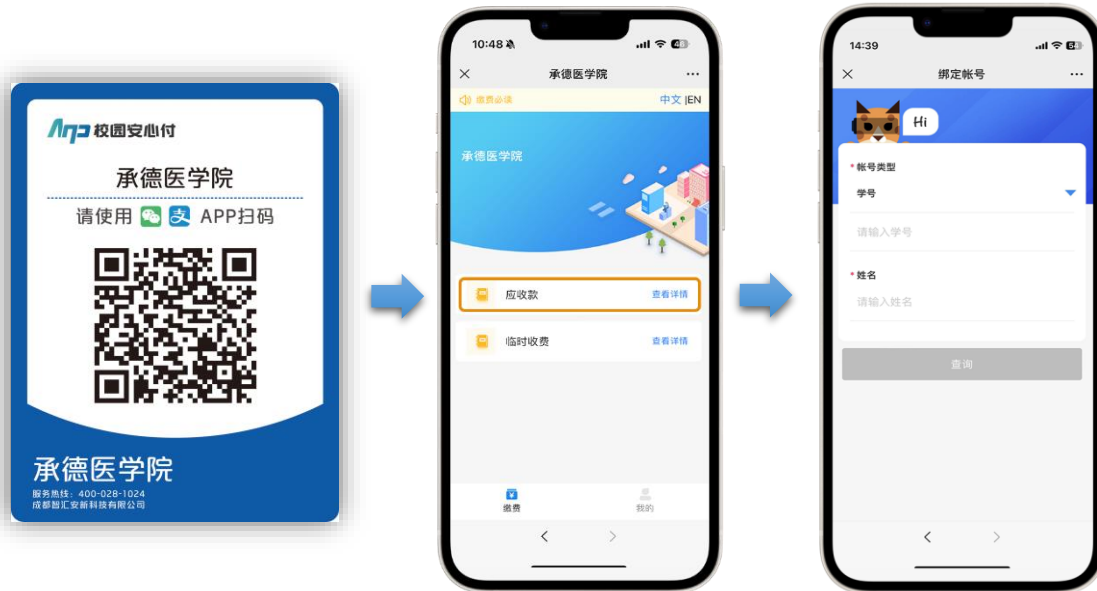 校园安心付
承德医学院
请使用 支 APP扫码
承德医学院
服务热线：400-028-1024
成都智汇安新科技有限公司
10:48
承德医学院
缴费必读
中文 |EN
承德医学院
应收款
查看详情
临时收费
查看详情
缴费
我的
14:39
绑定帐号
Hi
*帐号类型
学号
请输入学号
*姓名
请输入姓名
查询